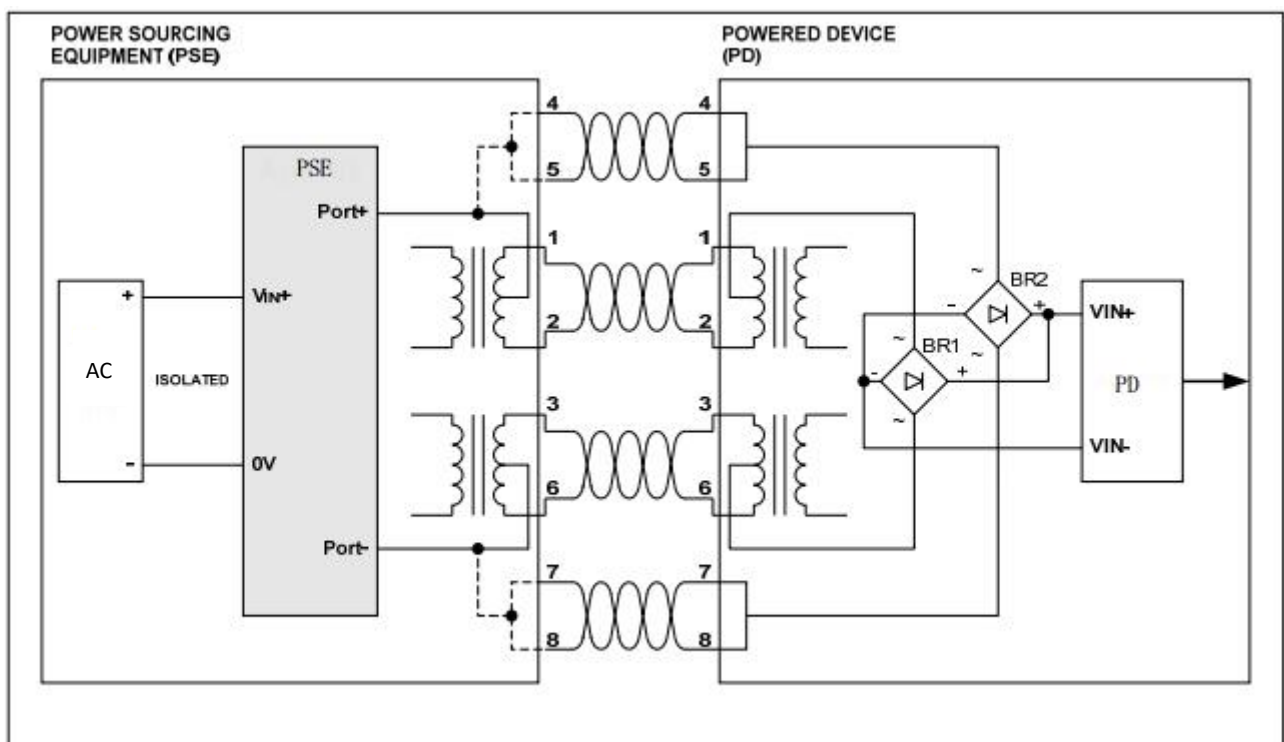 POWER SOURCING
EQUIPMENT (PSE)
POWERED DEVICE
(PD)
4
4
PSE
5
5
Port+
1
1
~
BR2
+
VIN+
-
+
VIN+
2
2
~
BR1
~
AC
ISOLATED
-
+
PD
3
3
~
-
0V
VIN-
6
6
Port-
7
7
8
8